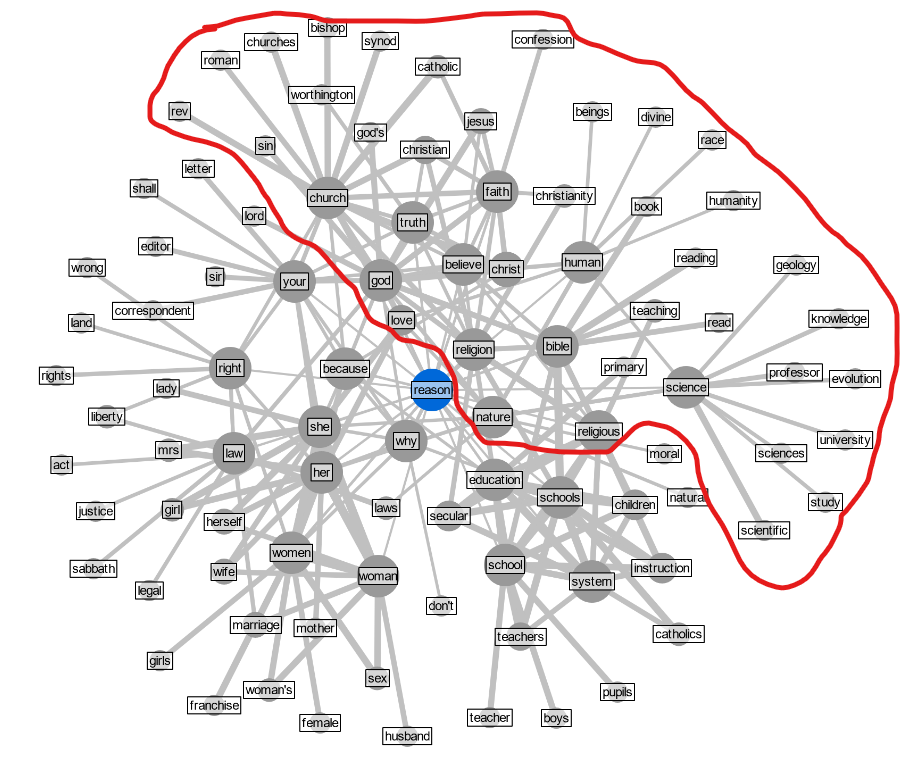 bishop
churches
synod
confession
roman
catholic
worthington
rev
beings
divine
jesus
god's
race
sin
christian
letter
shall
church
faith
christianity
humanity
book
lord
truth
editor
reading
wrong
sir
your
god
believe
christ
human
geology
correspondent
teaching
land
love
read
knowledge
religion
bible
right
because
primary
professor
evolution
rights
lady
reason
science
liberty
nature
she
religious
why
university
mrs
law
moral
sciences
act
her
education
schools
natural
children
study
justice
girl
laws
herself
secular
scientific
women
school
sabbath
wife
woman
system
instruction
legal
don't
marriage
mother
teachers
catholics
girls
sex
woman's
pupils
franchise
female
teacher
boys
husband